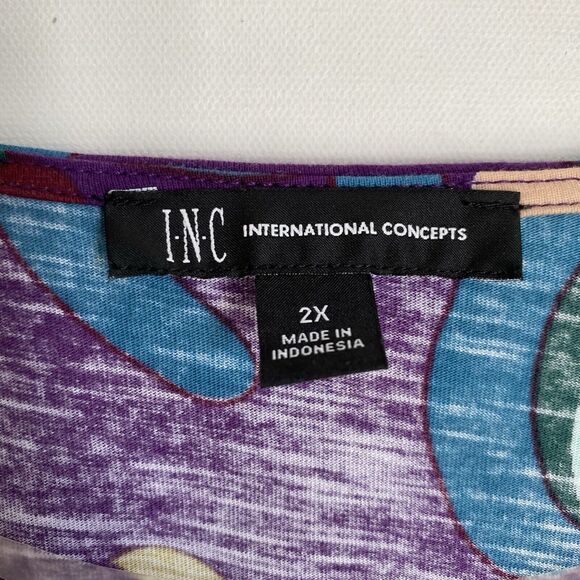 I·N·C INTERNATIONAL CONCEPTS
2X
MADE IN
INDONESIA